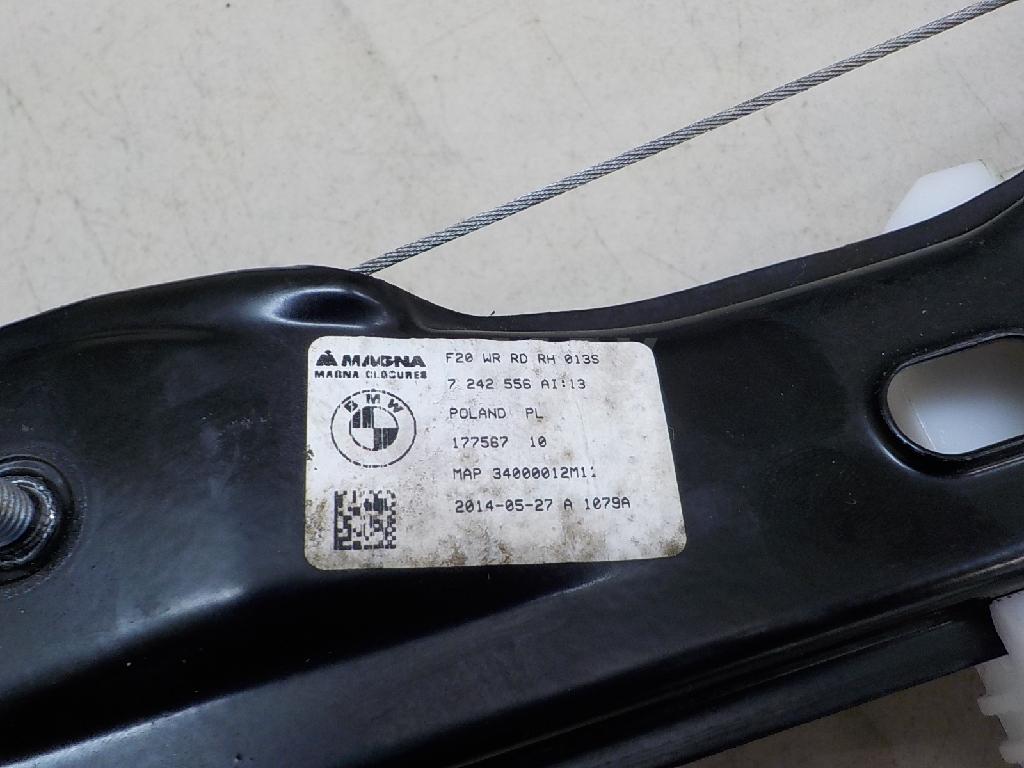 MAGNA
MAGNA CLOSURES
BMW
F20 WR RD RH 013S
7 242 556 AI:13
POLAND PL
177567 10
MAP 34000012M11
2014-05-27 A 1079A